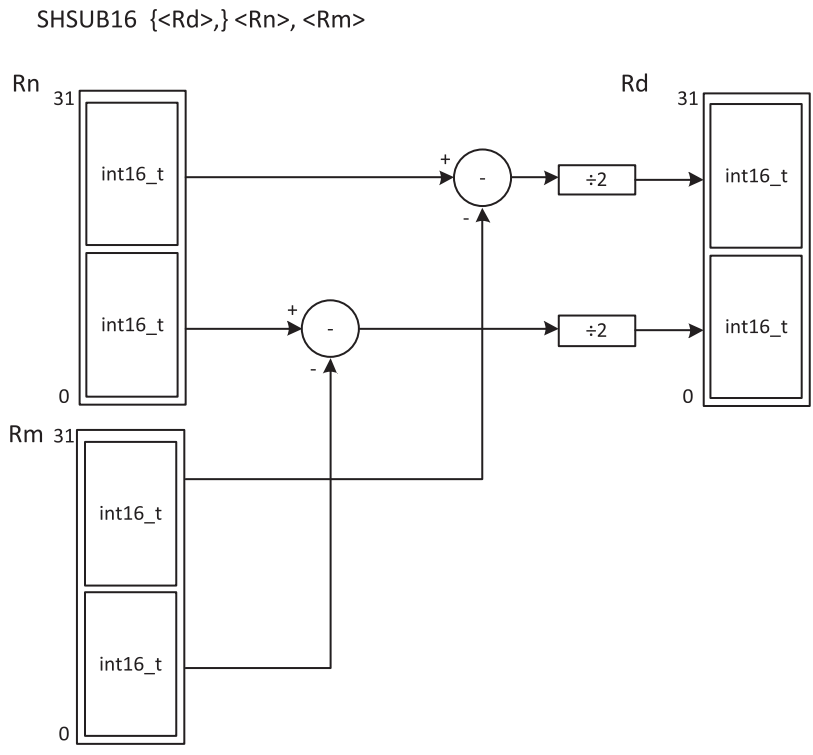 SHSUB16 {<Rd>,} <Rn>, <Rm>
Rn
31
int16_t
int16_t
0
Rm
31
int16_t
int16_t
0
+
-
-
+
-
-
÷2
÷2
Rd
31
int16_t
int16_t
0